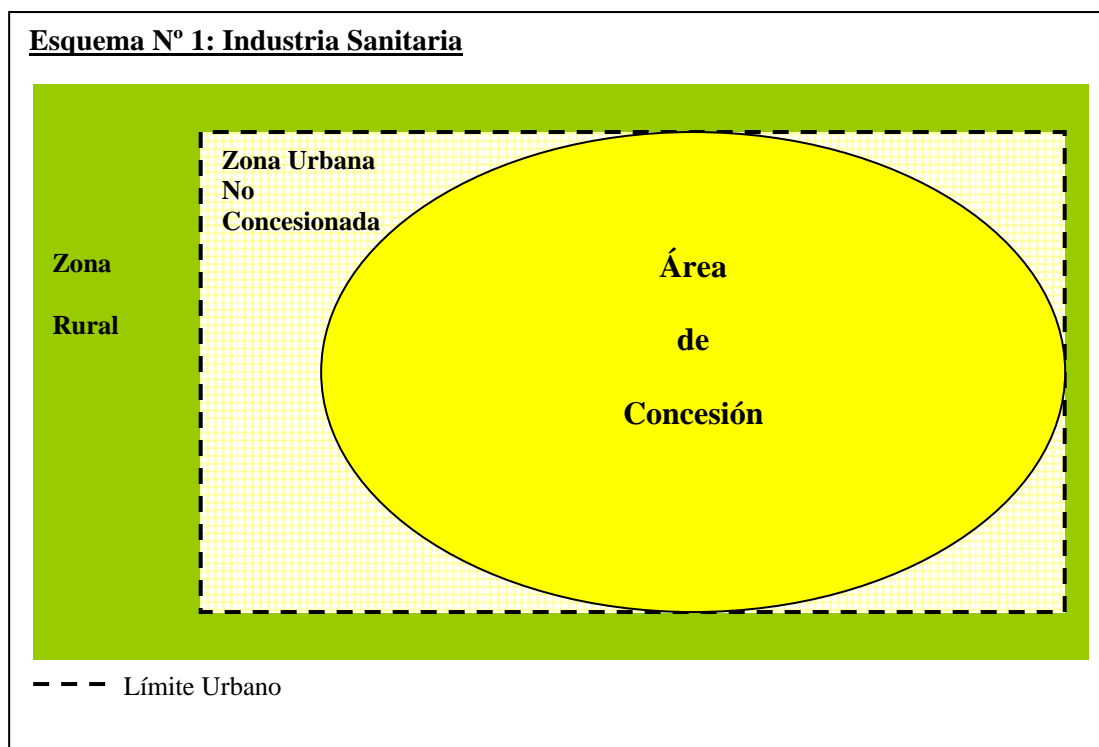 Esquema Nº 1: Industria Sanitaria
Zona Urbana
No
Concesionada
Zona
Rural
Área
de
Concesión
Límite Urbano